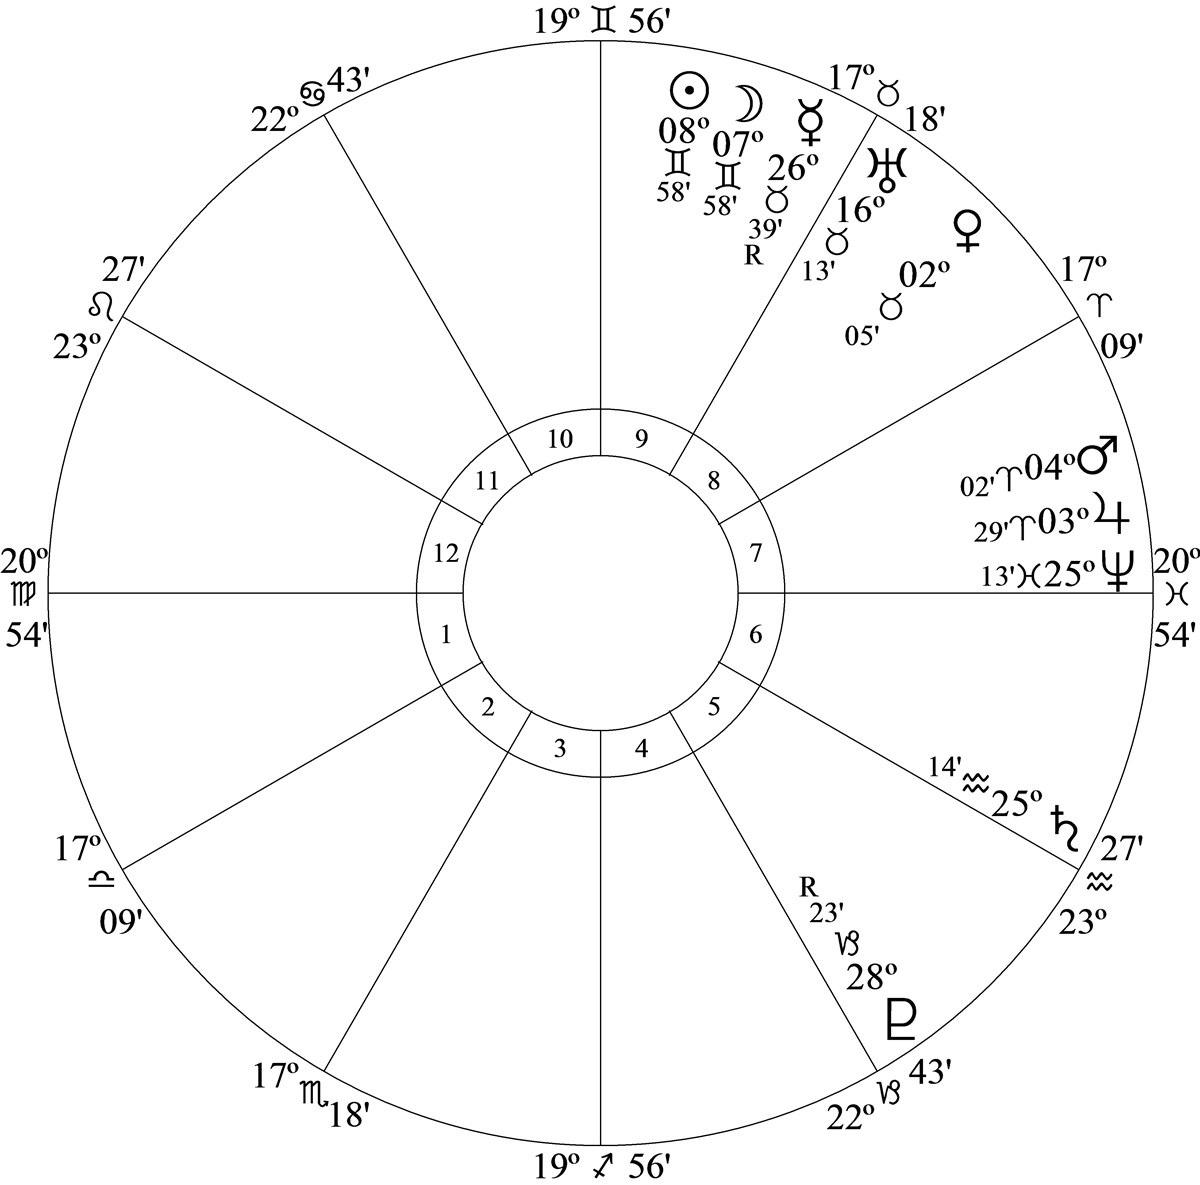 19º ♊ 56'
☉ 08º ♊ 58'
☽ 07º ♊ 58'
☿ 26º ♉ 39' R
17º ♉ 18'
♅ 16º ♉ 13'
♀ 02º ♉ 05'
17º ♈ 09'
02' ♈ 04º ♂
29' ♈ 03º ♃
13' ♓ 25º ♆
20º ♓ 54'
14' ♒ 25º ♄
27' ♒ 23º
R 23' ♑ 28º ♇
43' ♑ 22º
19º ♐ 56'
17º ♏ 18'
17º ♎ 09'
20º ♍ 54'
27' ♌ 23º
22º ♋ 43'
1
2
3
4
5
6
7
8
9
10
11
12